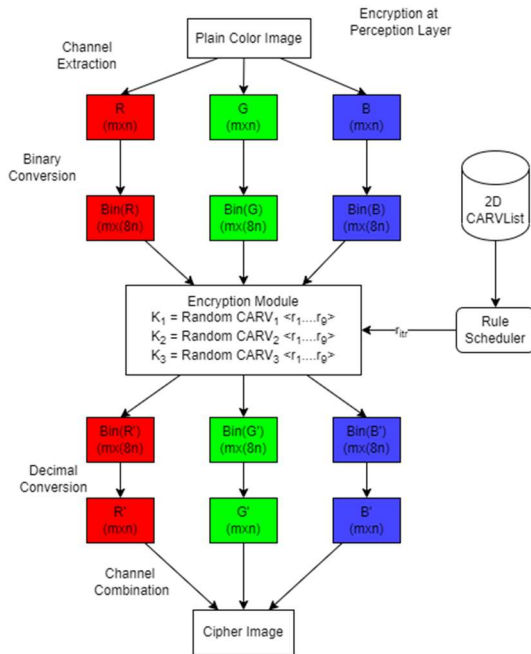 Encryption at
Perception Layer
Plain Color Image
Channel
Extraction
R
(mxn)
G
(mxn)
B
(mxn)
Binary
Conversion
2D
CARVList
Bin(R)
(mx(8n)
Bin(G)
(mx(8n)
Bin(B)
(mx(8n)
Encryption Module
K₁ = Random CARV₁ <r₁....r₉>
K₂ = Random CARV₂ <r₁....r₉>
K₃ = Random CARV₃ <r₁....r₉>
rᵢₜᵣ
Rule
Scheduler
Bin(R')
(mx(8n)
Bin(G')
(mx(8n)
Bin(B')
(mx(8n)
Decimal
Conversion
R'
(mxn)
G'
(mxn)
B'
(mxn)
Channel
Combination
Cipher Image